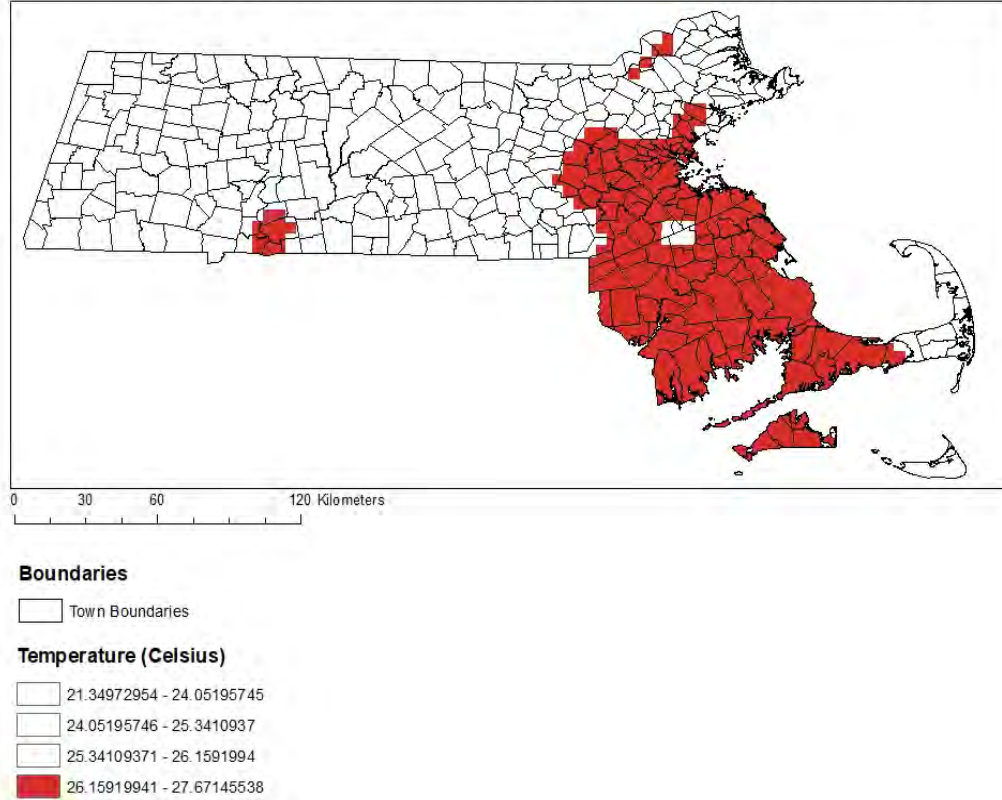 0 30 60 120 Kilometers
Boundaries
Town Boundaries
Temperature (Celsius)
21.34972954 - 24.05195745
24.05195746 - 25.3410937
25.34109371 - 26.1591994
26.15919941 - 27.67145538